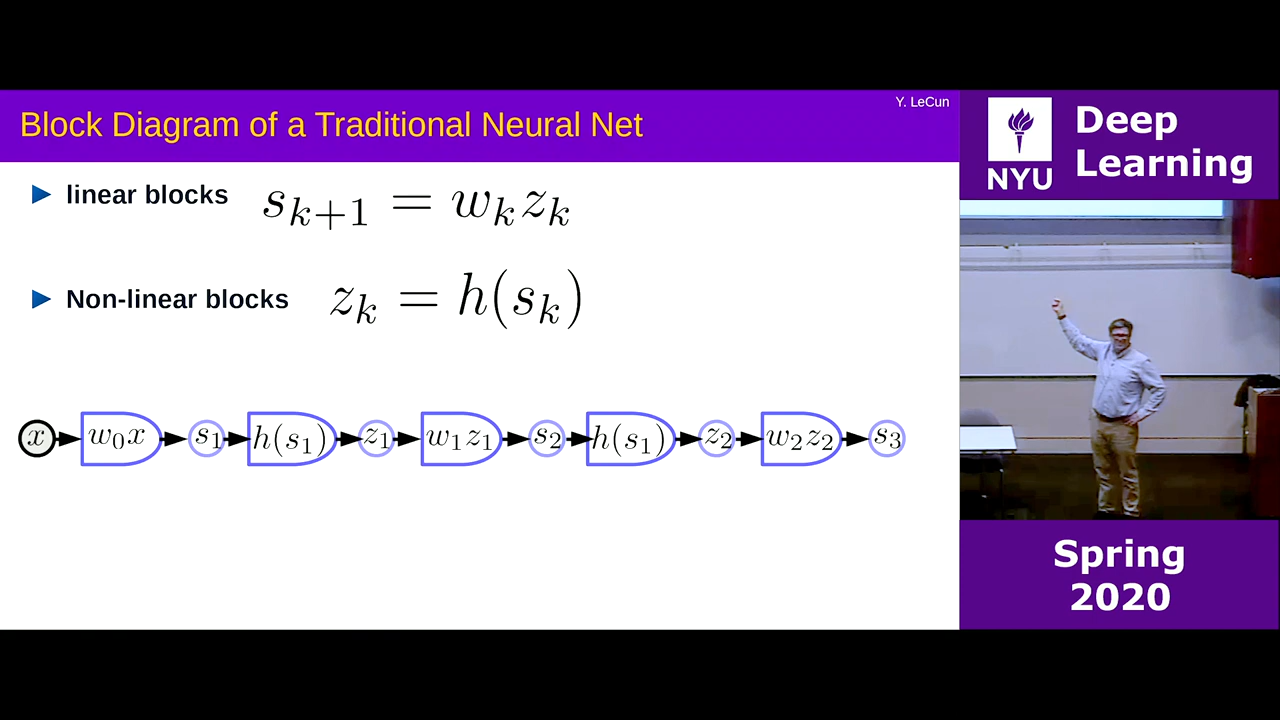 Y. LeCun
Block Diagram of a Traditional Neural Net
linear blocks s_{k+1} = w_k z_k
Non-linear blocks z_k = h(s_k)
x w_0x s_1 h(s_1) z_1 w_1z_1 s_2 h(s_1) z_2 w_2z_2 s_3
NYU
Deep
Learning
Spring
2020